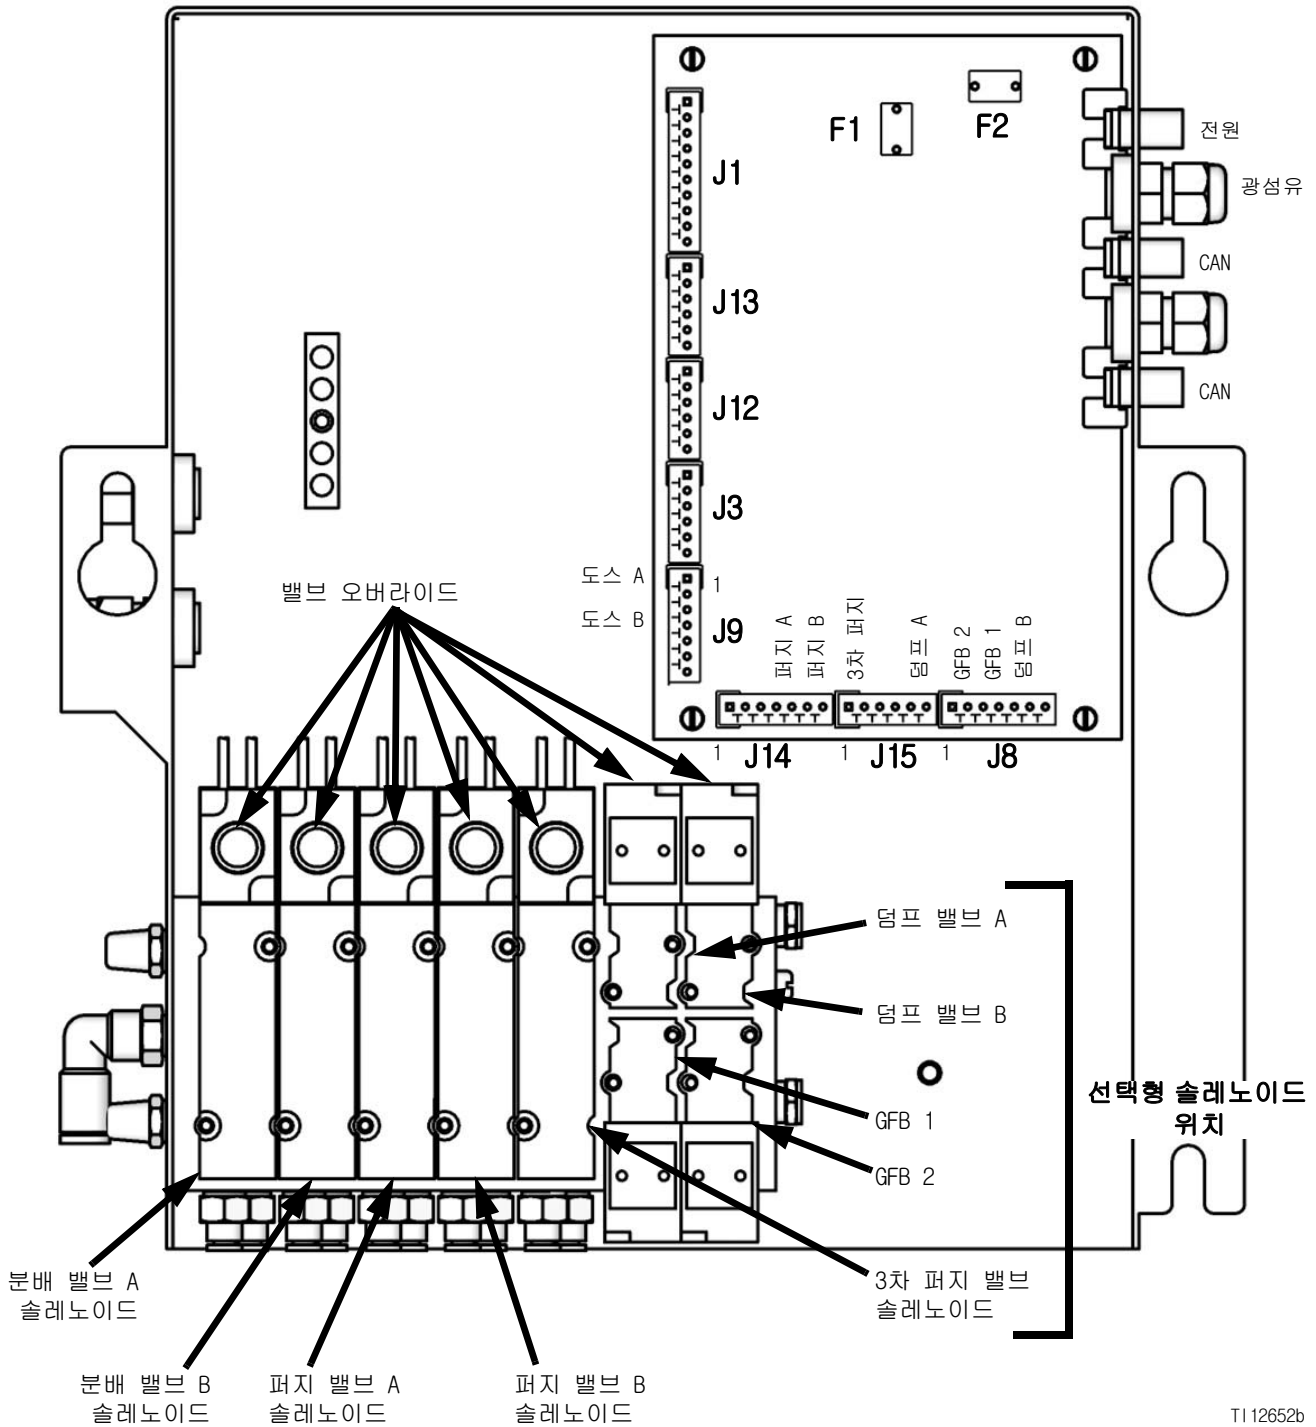 F1
F2
전원
J1
광섬유
CAN
J13
CAN
J12
J3
도스 A
1
밸브 오버라이드
도스 B
J9
퍼지 A
퍼지 B
3차 퍼지
덤프 A
GFB 2
GFB 1
덤프 B
1 J14
1 J15
1 J8
덤프 밸브 A
덤프 밸브 B
선택형 솔레노이드
위치
GFB 1
GFB 2
분배 밸브 A
솔레노이드
3차 퍼지 밸브
솔레노이드
분배 밸브 B
솔레노이드
퍼지 밸브 A
솔레노이드
퍼지 밸브 B
솔레노이드
TI12652b